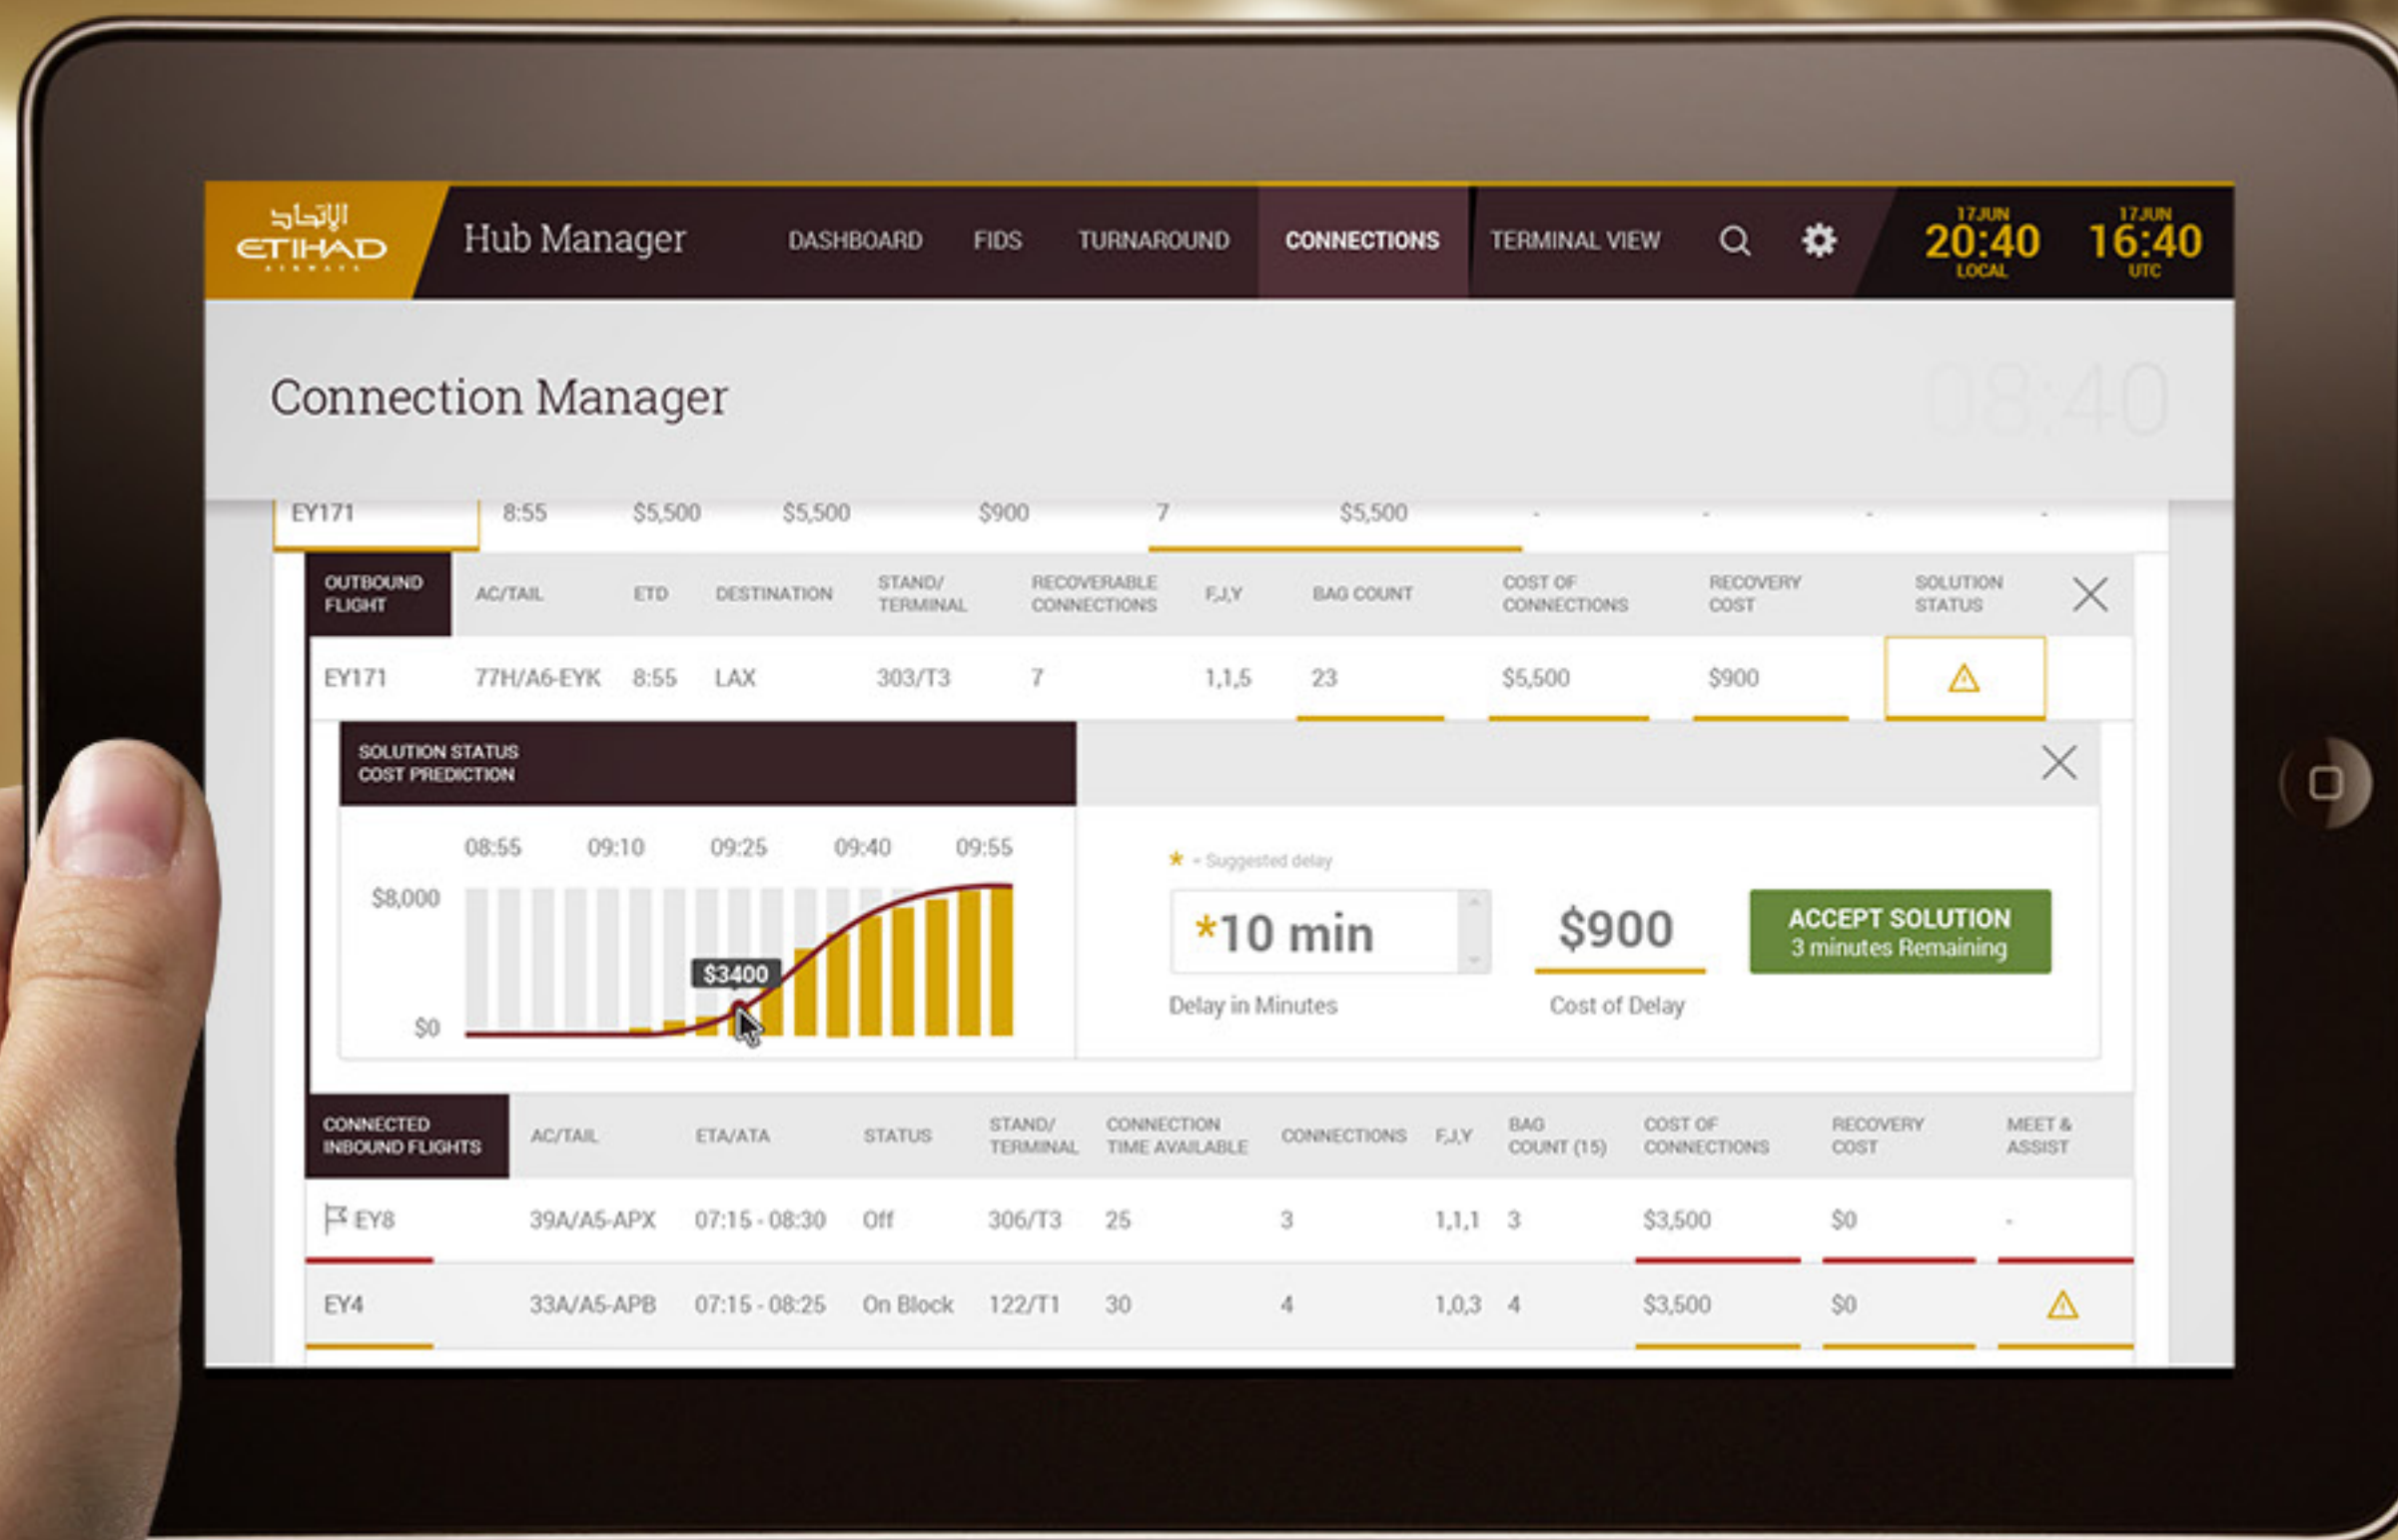 الإتحاد
ETIHAD
AIRWAYS
Hub Manager
DASHBOARD
FIDS
TURNAROUND
CONNECTIONS
TERMINAL VIEW
17JUN
20:40
LOCAL
17JUN
16:40
UTC
Connection Manager
08:40
EY171 8:55 $5,500 $5,500 $900 7 $5,500 - - - -
OUTBOUND
FLIGHT
AC/TAIL
ETD
DESTINATION
STAND/
TERMINAL
RECOVERABLE
CONNECTIONS
F,J,Y
BAG COUNT
COST OF
CONNECTIONS
RECOVERY
COST
SOLUTION
STATUS
EY171 77H/A6-EYK 8:55 LAX 303/T3 7 1,1,5 23 $5,500 $900
SOLUTION STATUS
COST PREDICTION
08:55 09:10 09:25 09:40 09:55
$8,000
$3400
$0
* = Suggested delay
*10 min
Delay in Minutes
$900
Cost of Delay
ACCEPT SOLUTION
3 minutes Remaining
CONNECTED
INBOUND FLIGHTS
AC/TAIL
ETA/ATA
STATUS
STAND/
TERMINAL
CONNECTION
TIME AVAILABLE
CONNECTIONS
F,J,Y
BAG
COUNT (15)
COST OF
CONNECTIONS
RECOVERY
COST
MEET &
ASSIST
EY8 39A/A5-APX 07:15 - 08:30 Off 306/T3 25 3 1,1,1 3 $3,500 $0 -
EY4 33A/A5-APB 07:15 - 08:25 On Block 122/T1 30 4 1,0,3 4 $3,500 $0